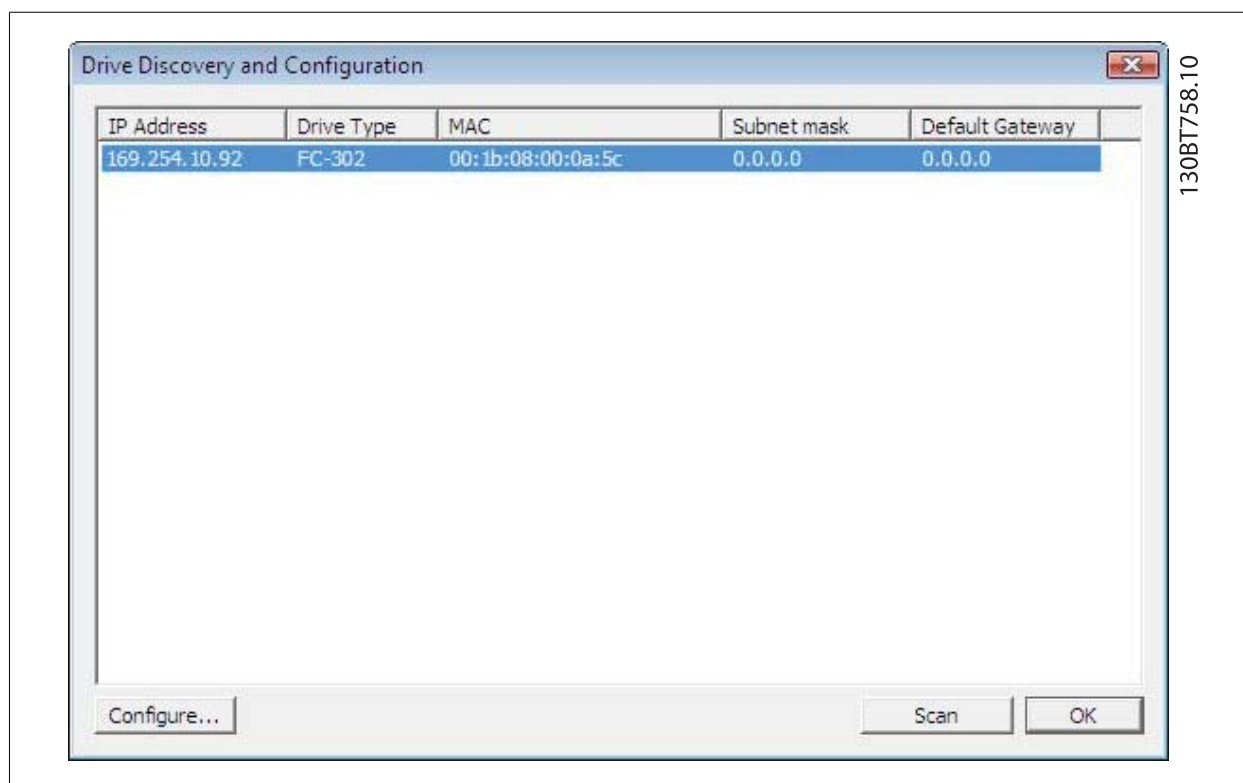 Drive Discovery and Configuration
IP Address Drive Type MAC Subnet mask Default Gateway
169.254.10.92 FC-302 00:1b:08:00:0a:5c 0.0.0.0 0.0.0.0
Configure... Scan OK
130BT758.10